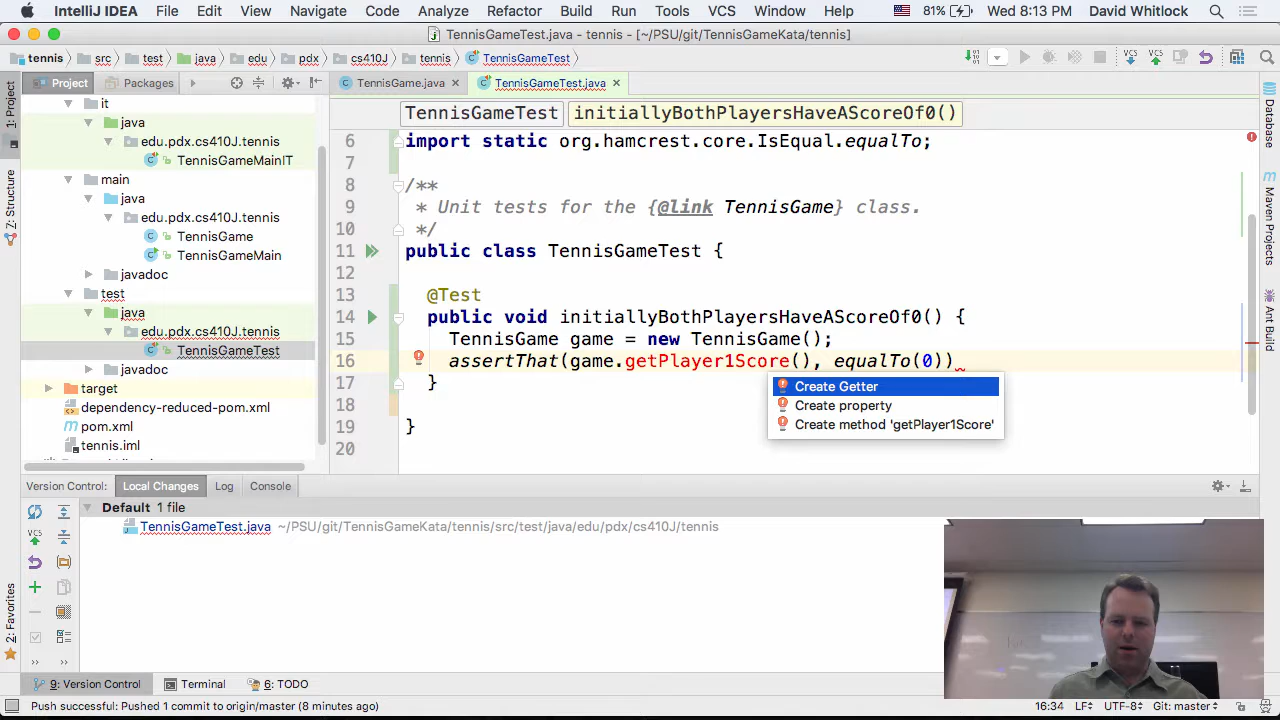 IntelliJ IDEA File Edit View Navigate Code Analyze Refactor Build Run Tools VCS Window Help 81% Wed 8:13 PM David Whitlock
TennisGameTest.java - tennis - [~/PSU/git/TennisGameKata/tennis]
tennis src test java edu pdx cs410J tennis TennisGameTest
Project Packages TennisGame.java TennisGameTest.java
TennisGameTest initiallyBothPlayersHaveAScoreOf0()
1: Project
Z: Structure
2: Favorites
it
java
edu.pdx.cs410J.tennis
TennisGameMainIT
main
java
edu.pdx.cs410J.tennis
TennisGame
TennisGameMain
javadoc
test
java
edu.pdx.cs410J.tennis
TennisGameTest
javadoc
target
dependency-reduced-pom.xml
pom.xml
tennis.iml
6 import static org.hamcrest.core.IsEqual.equalTo;
7
8 /**
9 * Unit tests for the {@link TennisGame} class.
10 */
11 public class TennisGameTest {
12
13 @Test
14 public void initiallyBothPlayersHaveAScoreOf0() {
15 TennisGame game = new TennisGame();
16 assertThat(game.getPlayer1Score(), equalTo(0))
17 }
18
19 }
20
Create Getter
Create property
Create method 'getPlayer1Score'
Database
Maven Projects
Ant Build
Version Control: Local Changes Log Console
Default 1 file
TennisGameTest.java ~/PSU/git/TennisGameKata/tennis/src/test/java/edu/pdx/cs410J/tennis
9: Version Control Terminal 6: TODO
Push successful: Pushed 1 commit to origin/master (8 minutes ago) 16:34 LF UTF-8 Git: master